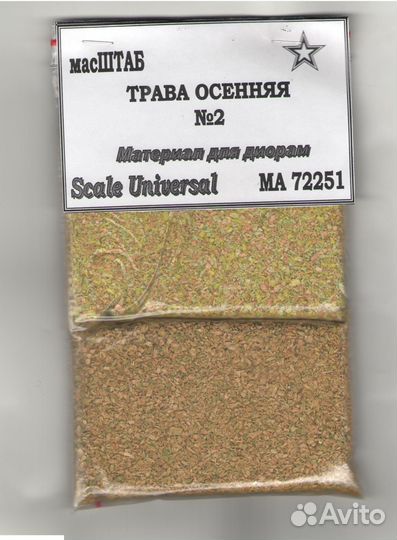 масШТАБ
ТРАВА ОСЕННЯЯ
№2
Материал для диорам
Scale Universal MA 72251
Avito